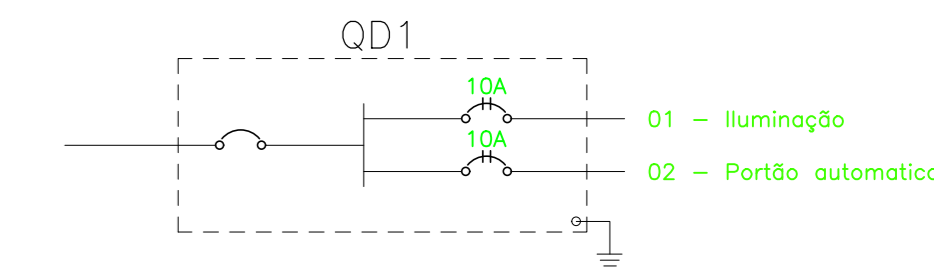 QD1
10A
01 - Iluminação
10A
02 - Portão automatico